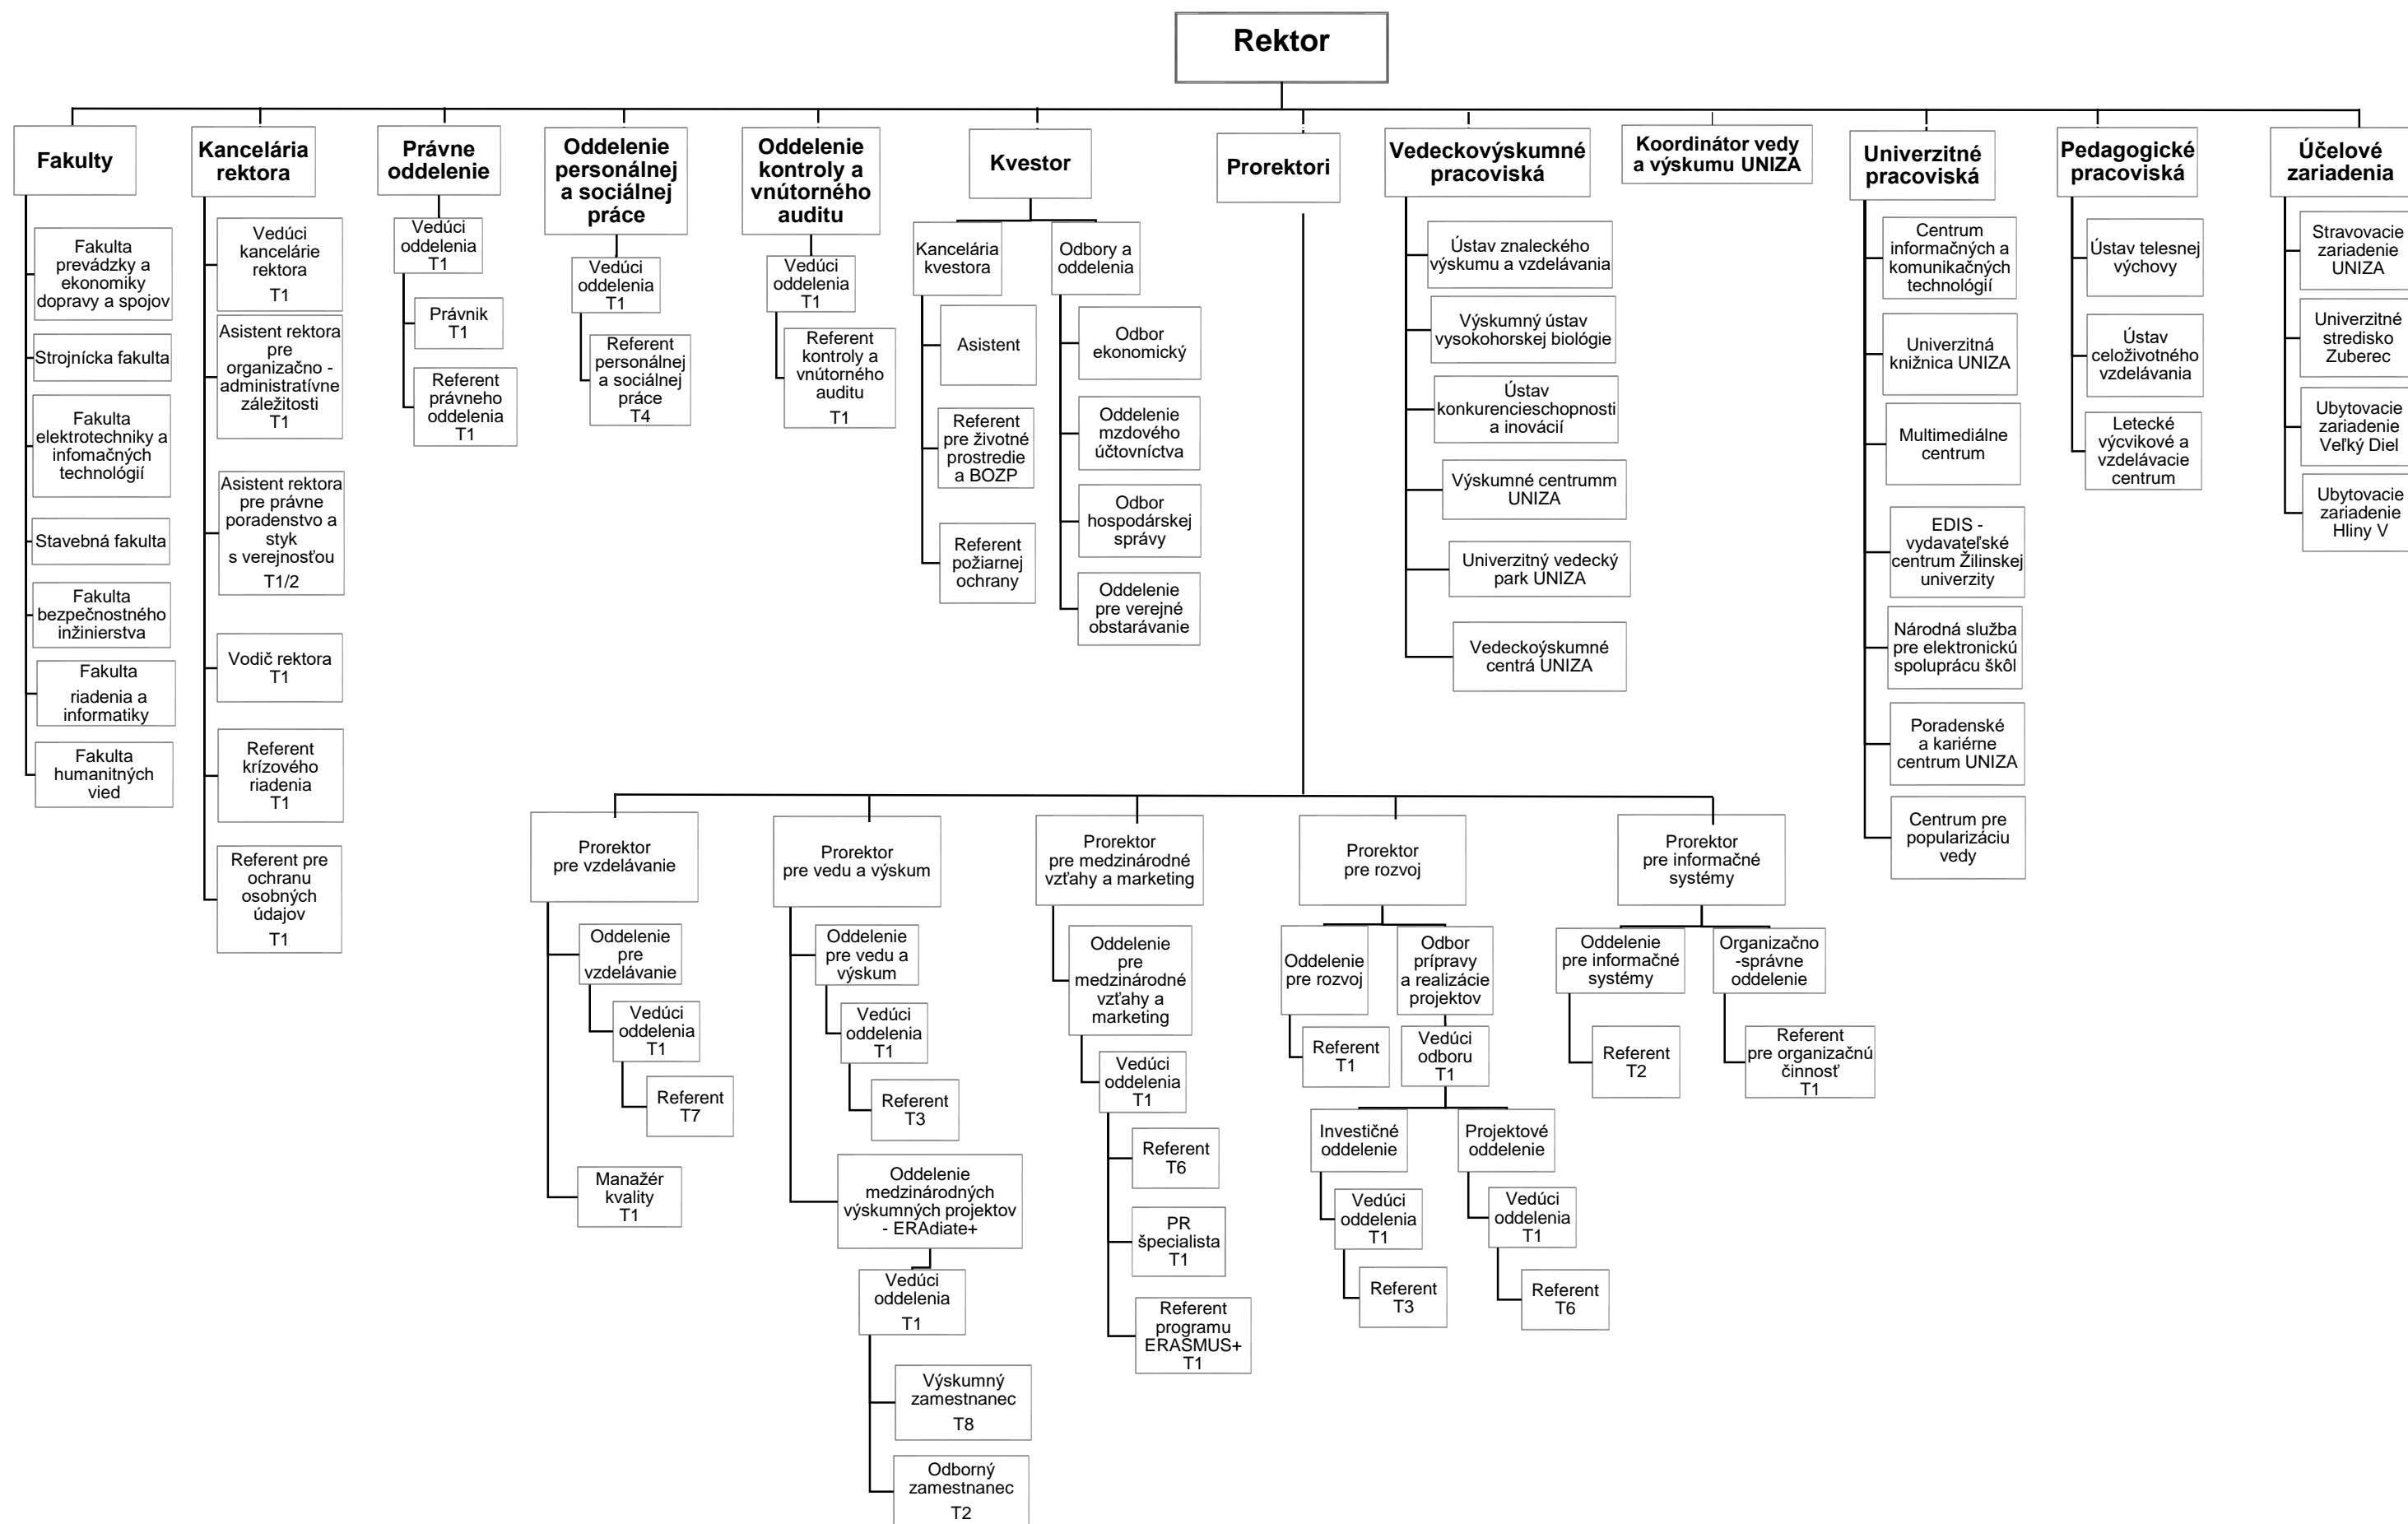 Rektor
Fakulty
Fakulta
prevádzky a
ekonomiky
dopravy a spojov
Strojnícka fakulta
Fakulta
elektrotechniky a
infomačných
technológií
Stavebná fakulta
Fakulta
bezpečnostného
inžinierstva
Fakulta
riadenia a
informatiky
Fakulta
humanitných
vied
Kancelária
rektora
Vedúci
kancelárie
rektora
T1
Asistent rektora
pre
organizačno -
administratívne
záležitosti
T1
Asistent rektora
pre právne
poradenstvo a
styk
s verejnosťou
T1/2
Vodič rektora
T1
Referent
krízového
riadenia
T1
Referent pre
ochranu
osobných
údajov
T1
Právne
oddelenie
Vedúci
oddelenia
T1
Právnik
T1
Referent
právneho
oddelenia
T1
Oddelenie
personálnej
a sociálnej
práce
Vedúci
oddelenia
T1
Referent
personálnej
a sociálnej
práce
T4
Oddelenie
kontroly a
vnútorného
auditu
Vedúci
oddelenia
T1
Referent
kontroly a
vnútorného
auditu
T1
Kvestor
Kancelária
kvestora
Asistent
Referent
pre životné
prostredie
a BOZP
Referent
požiarnej
ochrany
Odbory a
oddelenia
Odbor
ekonomický
Oddelenie
mzdového
účtovníctva
Odbor
hospodárskej
správy
Oddelenie
pre verejné
obstarávanie
Prorektori
Prorektor
pre vzdelávanie
Oddelenie
pre
vzdelávanie
Vedúci
oddelenia
T1
Referent
T7
Manažér
kvality
T1
Prorektor
pre vedu a výskum
Oddelenie
pre vedu a
výskum
Vedúci
oddelenia
T1
Referent
T3
Oddelenie
medzinárodných
výskumných projektov
- ERAdiate+
Vedúci
oddelenia
T1
Výskumný
zamestnanec
T8
Odborný
zamestnanec
T2
Prorektor
pre medzinárodné
vzťahy a marketing
Oddelenie
pre
medzinárodné
vzťahy a
marketing
Vedúci
oddelenia
T1
Referent
T6
PR
špecialista
T1
Referent
programu
ERASMUS+
T1
Prorektor
pre rozvoj
Oddelenie
pre rozvoj
Referent
T1
Odbor
prípravy
a realizácie
projektov
Vedúci
odboru
T1
Investičné
oddelenie
Vedúci
oddelenia
T1
Referent
T3
Projektové
oddelenie
Vedúci
oddelenia
T1
Referent
T6
Prorektor
pre informačné
systémy
Oddelenie
pre informačné
systémy
Referent
T2
Organizačno
-správne
oddelenie
Referent
pre organizačnú
činnosť
T1
Vedeckovýskumné
pracoviská
Ústav znaleckého
výskumu a vzdelávania
Výskumný ústav
vysokohorskej biológie
Ústav
konkurencieschopnosti
a inovácií
Výskumné centrumm
UNIZA
Univerzitný vedecký
park UNIZA
Vedeckoýskumné
centrá UNIZA
Koordinátor vedy
a výskumu UNIZA
Univerzitné
pracoviská
Centrum
informačných a
komunikačných
technológií
Univerzitná
knižnica UNIZA
Multimediálne
centrum
EDIS -
vydavateľské
centrum Žilinskej
univerzity
Národná služba
pre elektronickú
spoluprácu škôl
Poradenské
a kariérne
centrum UNIZA
Centrum pre
popularizáciu
vedy
Pedagogické
pracoviská
Ústav telesnej
výchovy
Ústav
celoživotného
vzdelávania
Letecké
výcvikové a
vzdelávacie
centrum
Účelové
zariadenia
Stravovacie
zariadenie
UNIZA
Univerzitné
stredisko
Zuberec
Ubytovacie
zariadenie
Veľký Diel
Ubytovacie
zariadenie
Hliny V